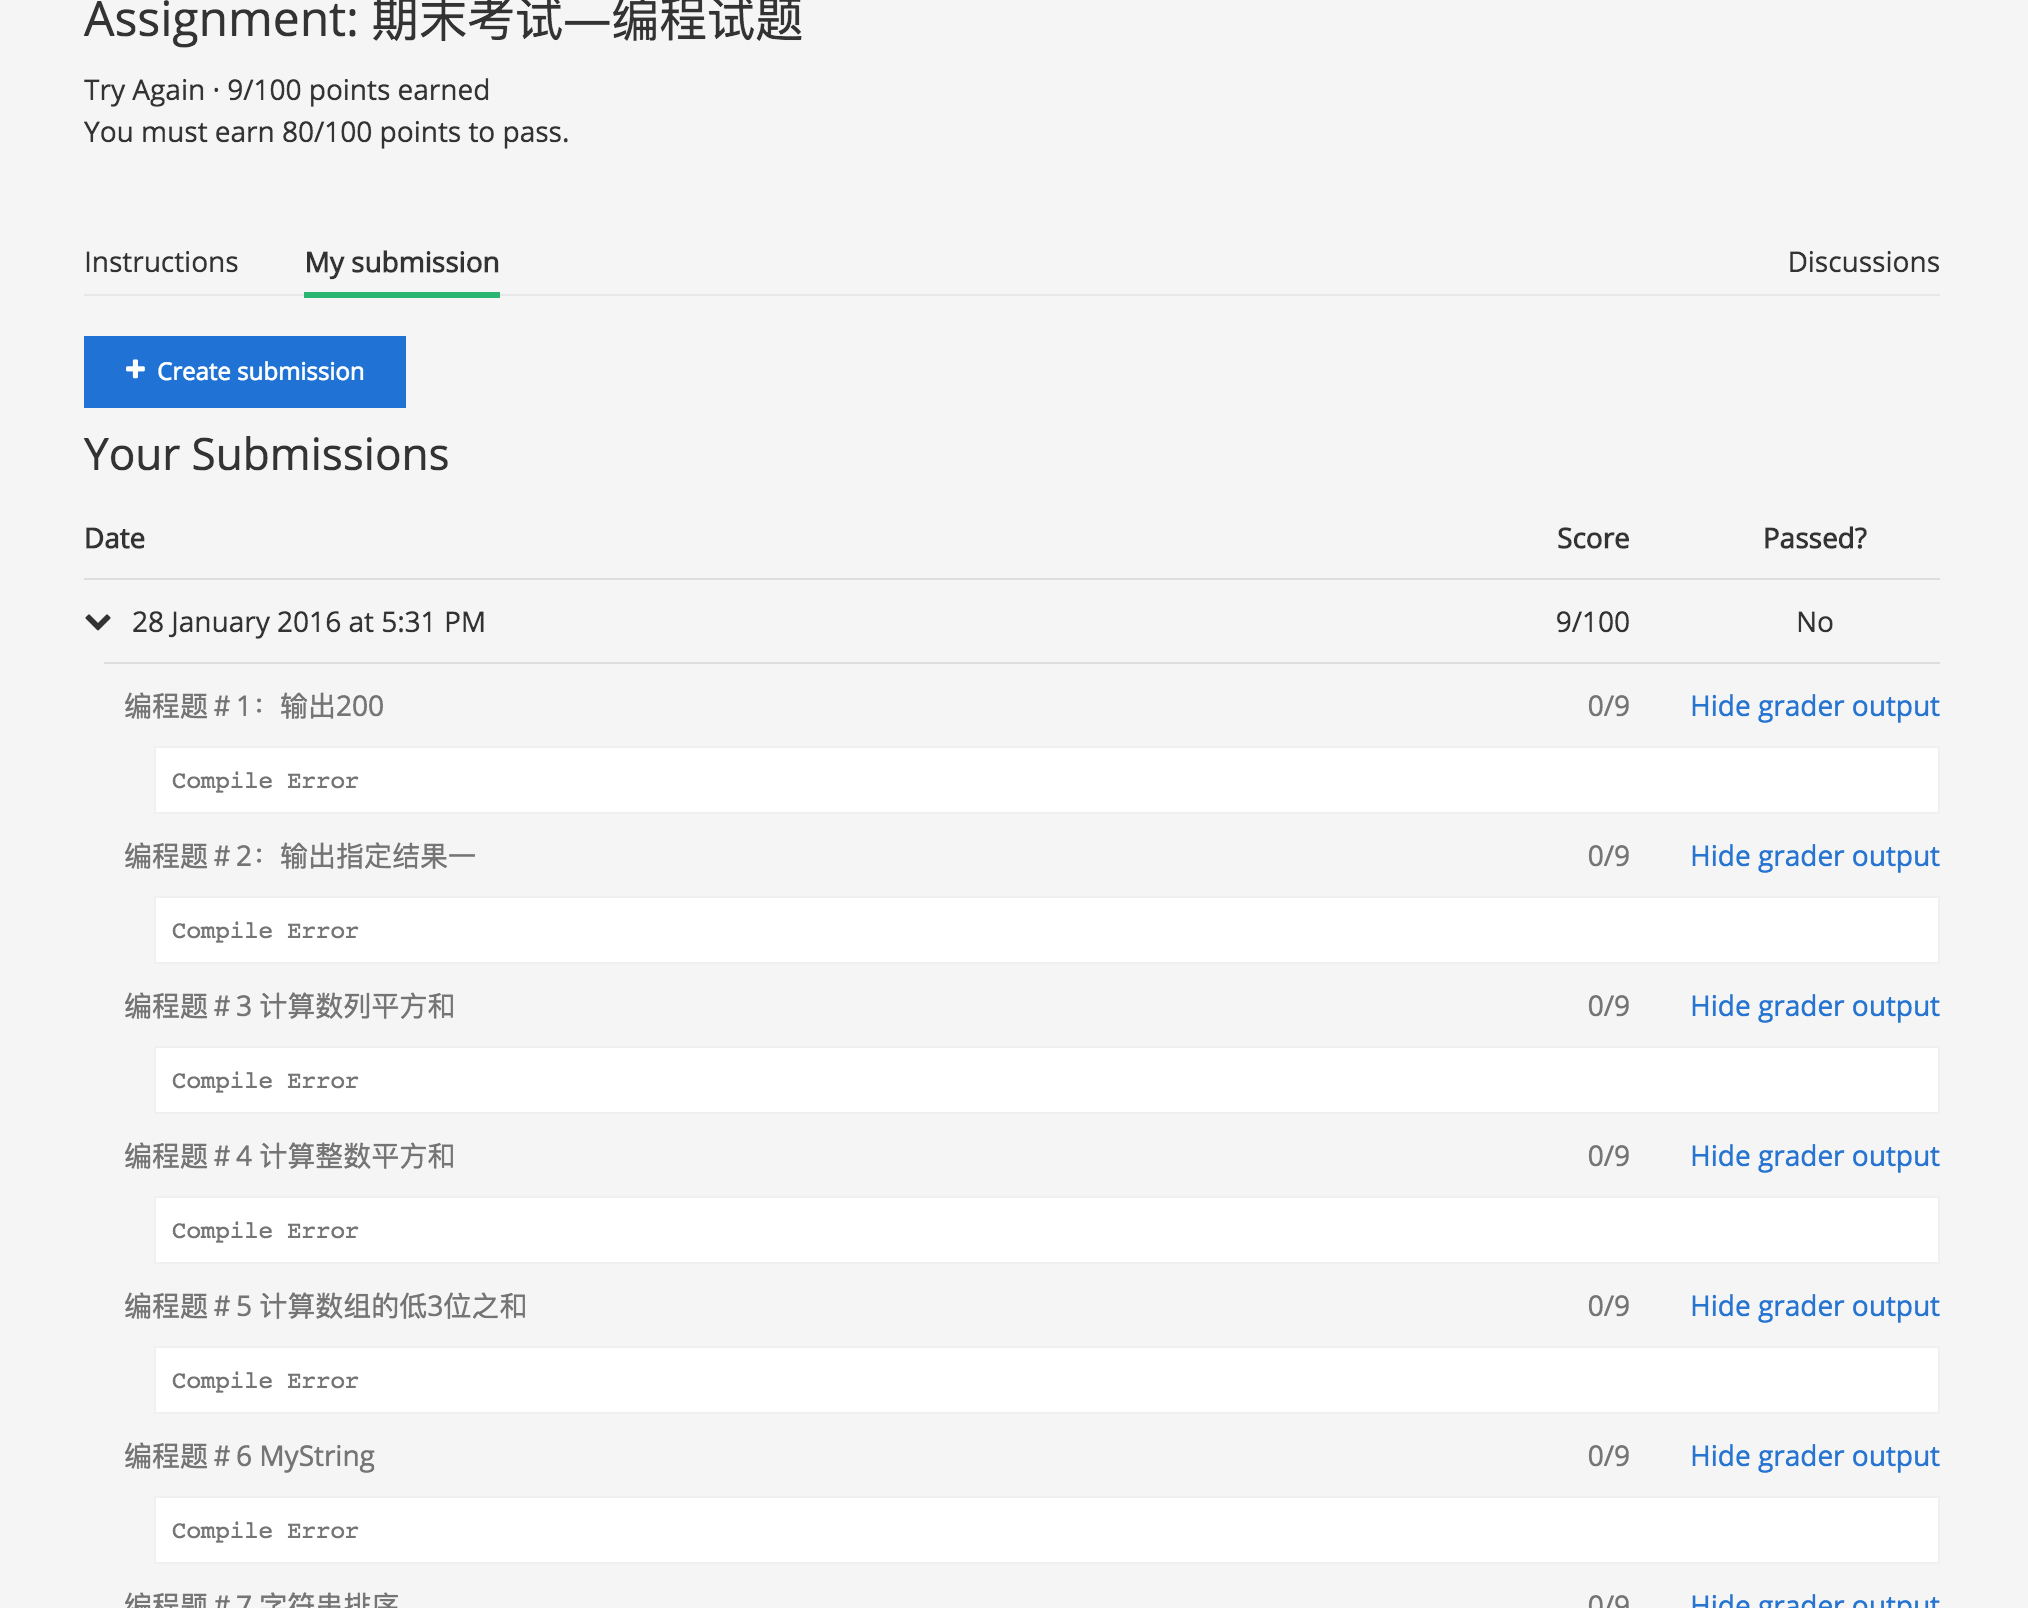 Assignment: 期末考试—编程试题
Try Again · 9/100 points earned
You must earn 80/100 points to pass.
Instructions My submission Discussions
+ Create submission
Your Submissions
Date Score Passed?
28 January 2016 at 5:31 PM 9/100 No
编程题＃1：输出200 0/9 Hide grader output
Compile Error
编程题＃2：输出指定结果一 0/9 Hide grader output
Compile Error
编程题＃3 计算数列平方和 0/9 Hide grader output
Compile Error
编程题＃4 计算整数平方和 0/9 Hide grader output
Compile Error
编程题＃5 计算数组的低3位之和 0/9 Hide grader output
Compile Error
编程题＃6 MyString 0/9 Hide grader output
Compile Error
编程题＃7 字符串排序 0/9 Hide grader output